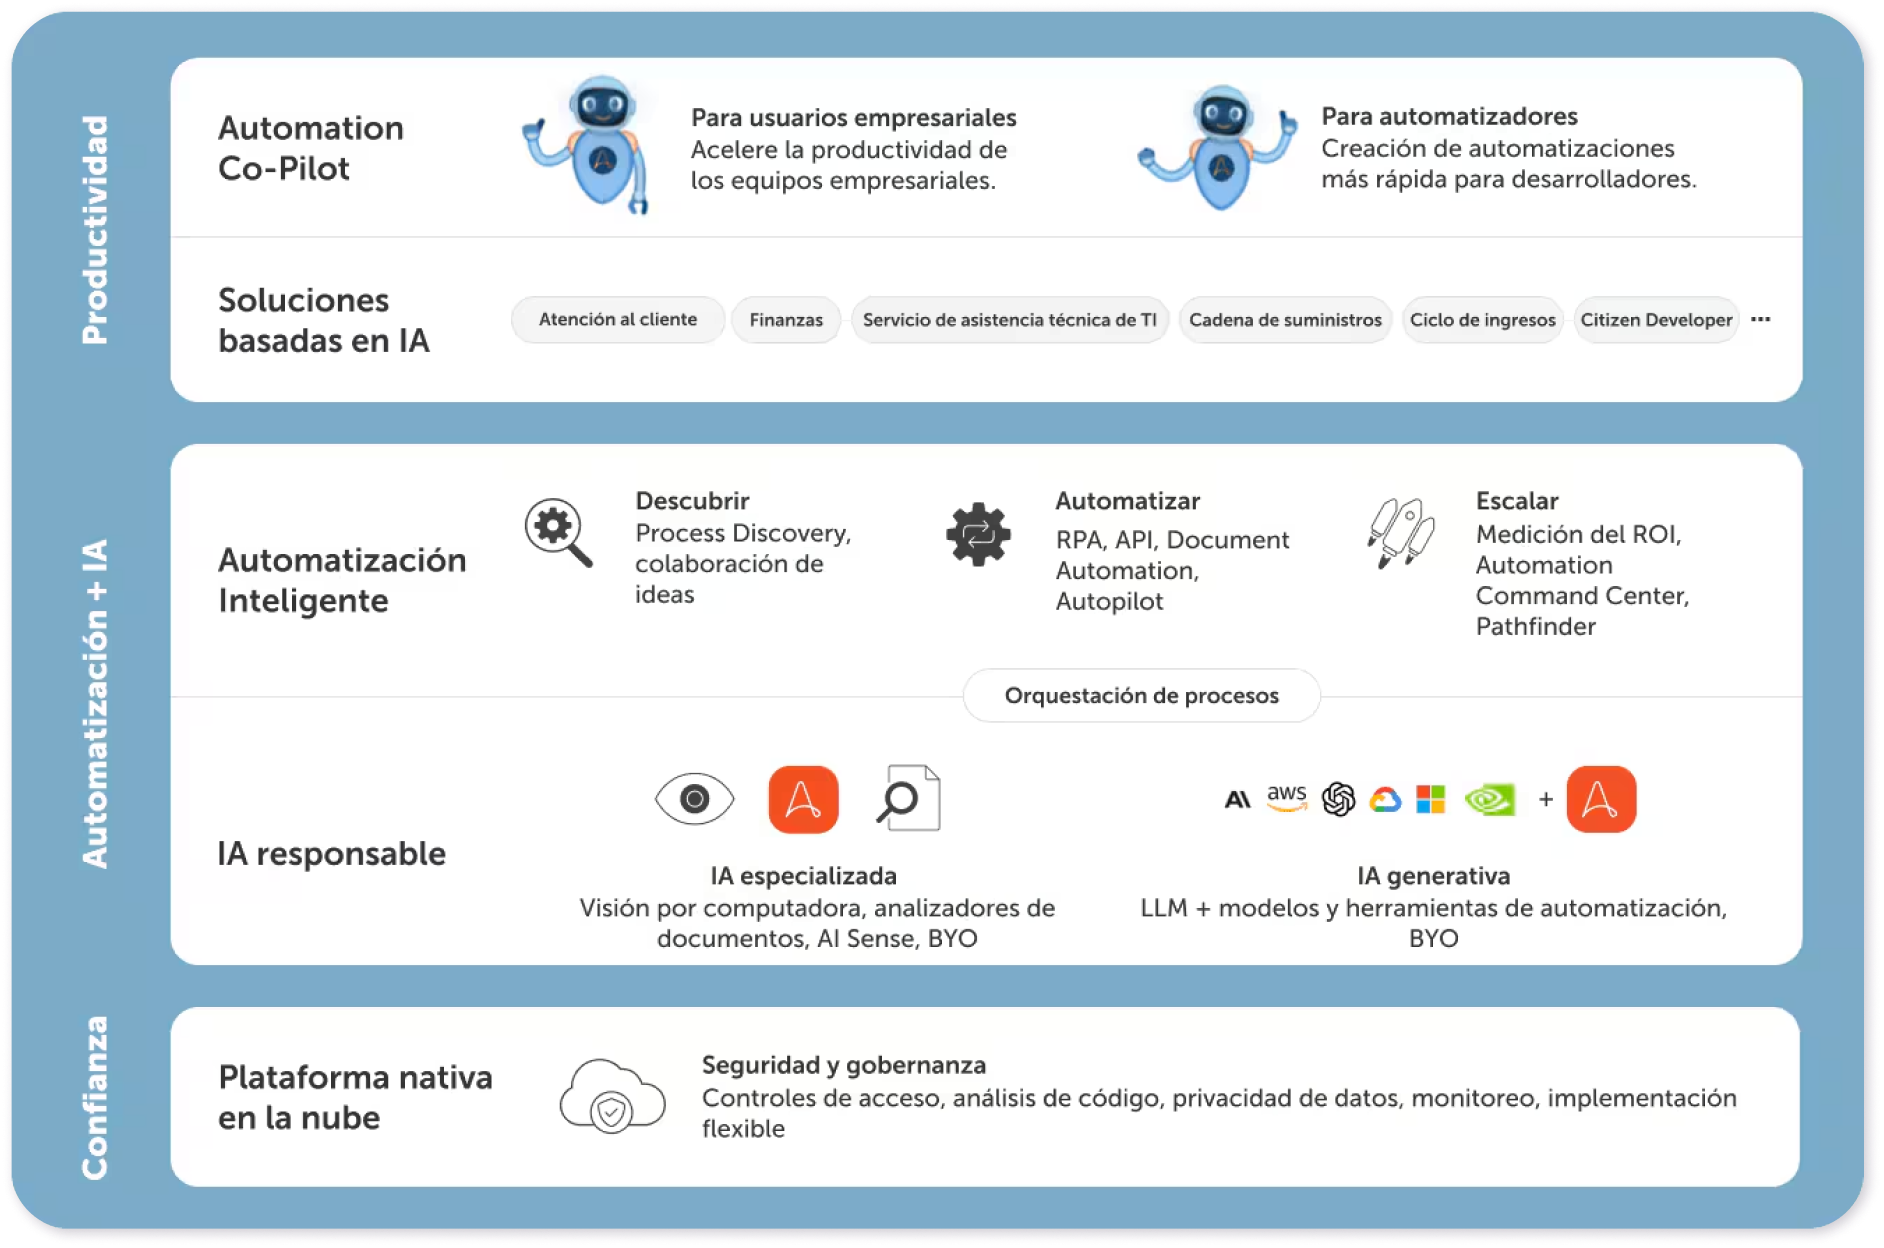 Productividad
Automation
Co-Pilot
Para usuarios empresariales
Acelere la productividad de
los equipos empresariales.
Para automatizadores
Creación de automatizaciones
más rápida para desarrolladores.
Soluciones
basadas en IA
Atención al cliente
Finanzas
Servicio de asistencia técnica de TI
Cadena de suministros
Ciclo de ingresos
Citizen Developer
...
Automatización + IA
Automatización
Inteligente
Descubrir
Process Discovery,
colaboración de
ideas
Automatizar
RPA, API, Document
Automation,
Autopilot
Escalar
Medición del ROI,
Automation
Command Center,
Pathfinder
Orquestación de procesos
IA responsable
IA especializada
Visión por computadora, analizadores de
documentos, AI Sense, BYO
A\ aws +
IA generativa
LLM + modelos y herramientas de automatización,
BYO
Confianza
Plataforma nativa
en la nube
Seguridad y gobernanza
Controles de acceso, análisis de código, privacidad de datos, monitoreo, implementación
flexible